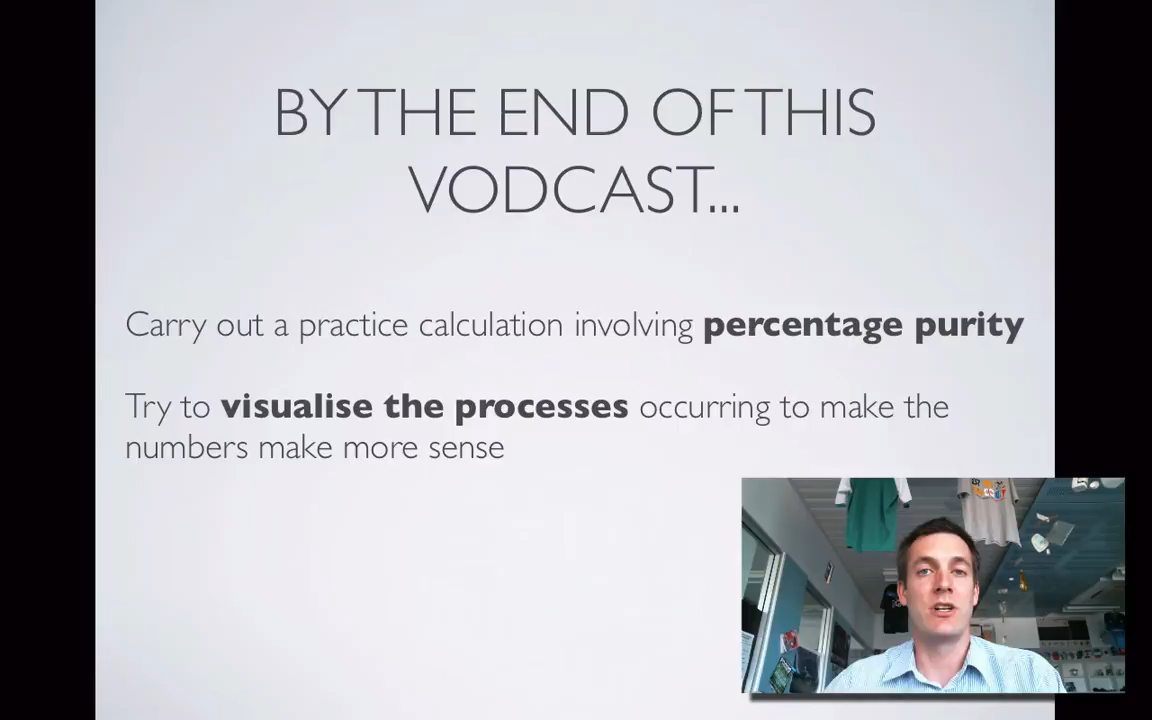 BY THE END OF THIS
VODCAST...
Carry out a practice calculation involving percentage purity
Try to visualise the processes occurring to make the
numbers make more sense